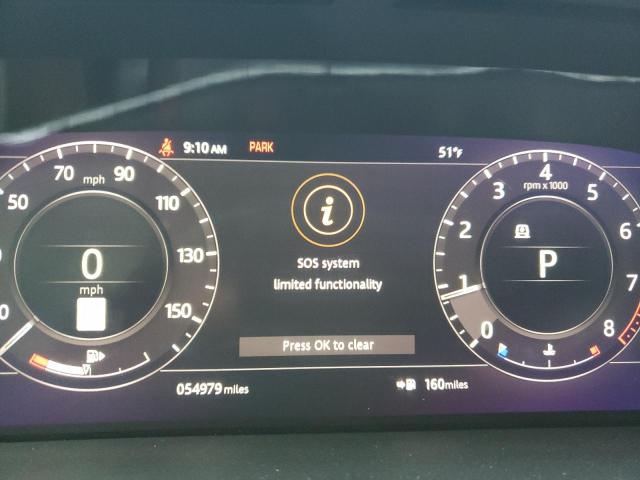 9:10 AM PARK 51°F
50 70 mph 90 110 130 150
0
mph
i
SOS system
limited functionality
Press OK to clear
0 1 2 3 4 5 6 7 8
rpm x 1000
P
054979 miles
160 miles